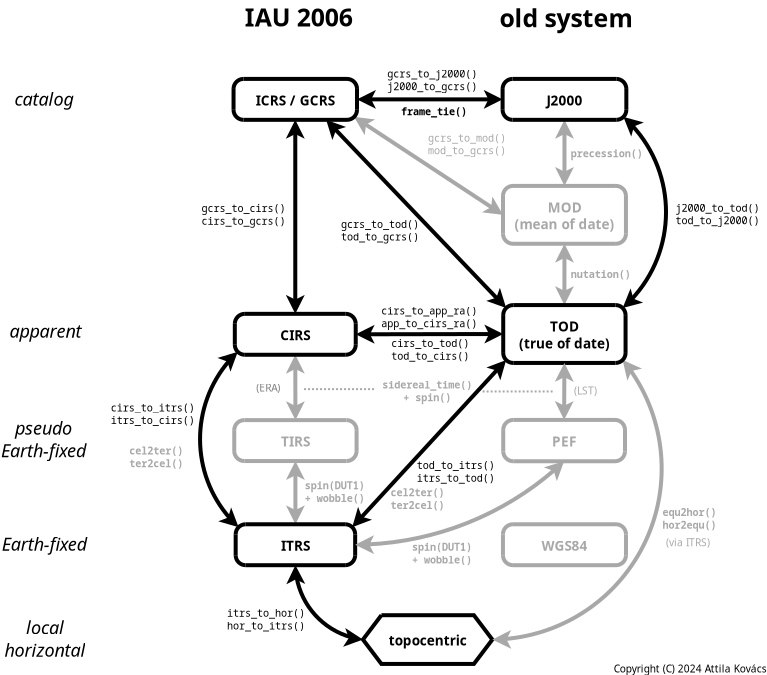 IAU 2006
old system
catalog
ICRS / GCRS
gcrs_to_j2000()
j2000_to_gcrs()
frame_tie()
J2000
gcrs_to_mod()
mod_to_gcrs()
precession()
MOD
(mean of date)
gcrs_to_cirs()
cirs_to_gcrs()
gcrs_to_tod()
tod_to_gcrs()
j2000_to_tod()
tod_to_j2000()
nutation()
apparent
CIRS
cirs_to_app_ra()
app_to_cirs_ra()
cirs_to_tod()
tod_to_cirs()
TOD
(true of date)
(ERA)
sidereal_time()
+ spin()
(LST)
cirs_to_itrs()
itrs_to_cirs()
cel2ter()
ter2cel()
pseudo
Earth-fixed
TIRS
PEF
tod_to_itrs()
itrs_to_tod()
cel2ter()
ter2cel()
spin(DUT1)
+ wobble()
Earth-fixed
ITRS
spin(DUT1)
+ wobble()
WGS84
equ2hor()
hor2equ()
(via ITRS)
local
horizontal
itrs_to_hor()
hor_to_itrs()
topocentric
Copyright (C) 2024 Attila Kovács